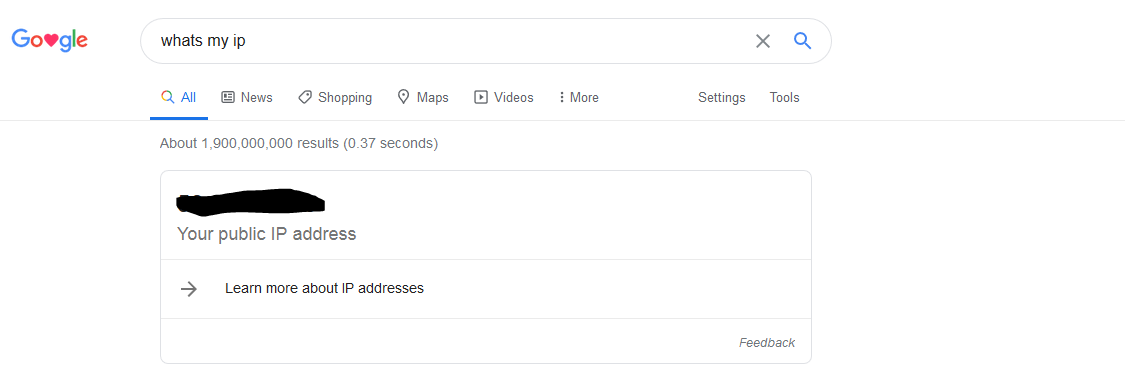 Google
whats my ip
All News Shopping Maps Videos More Settings Tools
About 1,900,000,000 results (0.37 seconds)
Your public IP address
Learn more about IP addresses
Feedback